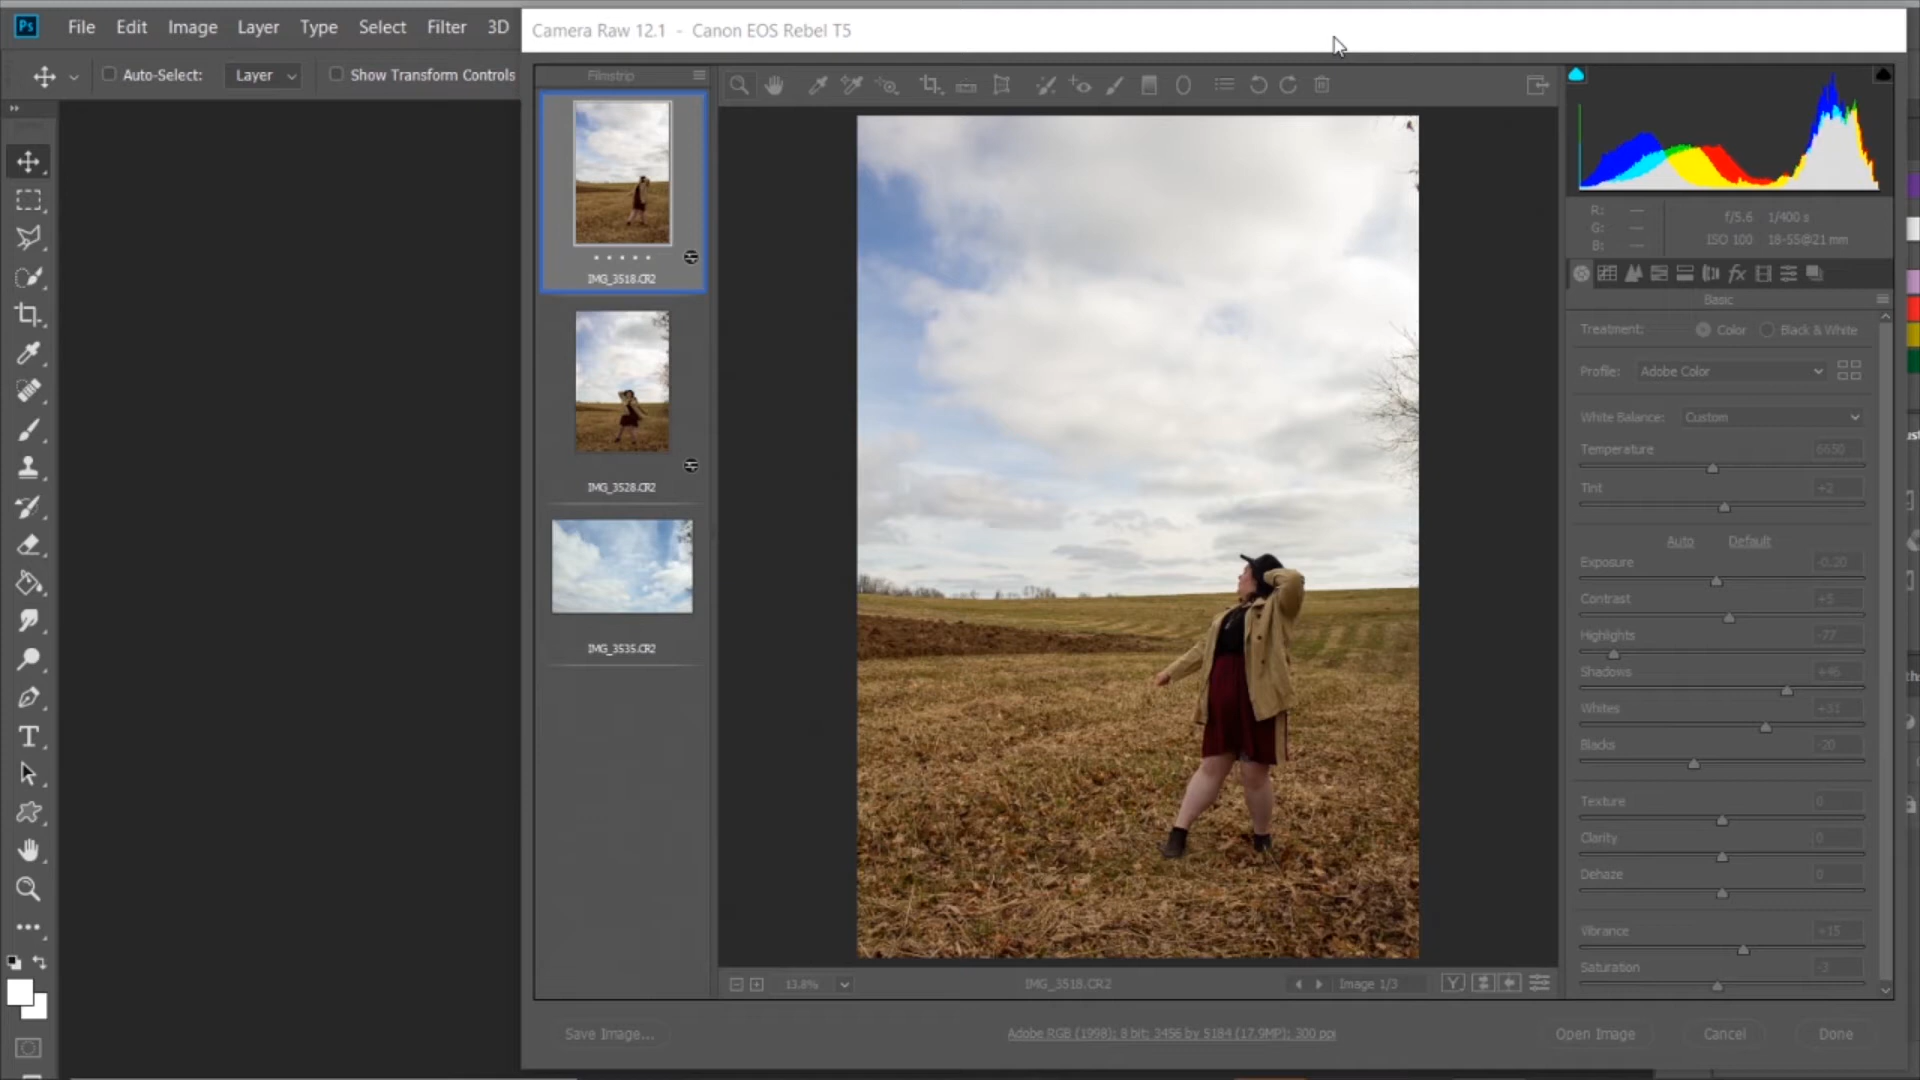 Ps File Edit Image Layer Type Select Filter 3D
Camera Raw 12.1 - Canon EOS Rebel T5
Auto-Select: Layer Show Transform Controls
Filmstrip
IMG_3518.CR2
IMG_3528.CR2
IMG_3535.CR2
R: ---
G: ---
B: ---
f/5.6 1/400 s
ISO 100 18-55@21 mm
Basic
Treatment: Color Black & White
Profile: Adobe Color
White Balance: Custom
Temperature 6650
Tint +2
Auto Default
Exposure -0.20
Contrast +5
Highlights -77
Shadows +46
Whites +31
Blacks -20
Texture 0
Clarity 0
Dehaze 0
Vibrance +15
Saturation -3
13.8% IMG_3518.CR2 Image 1/3
Save Image... Adobe RGB (1998); 8 bit; 3456 by 5184 (17.9MP); 300 ppi Open Image Cancel Done